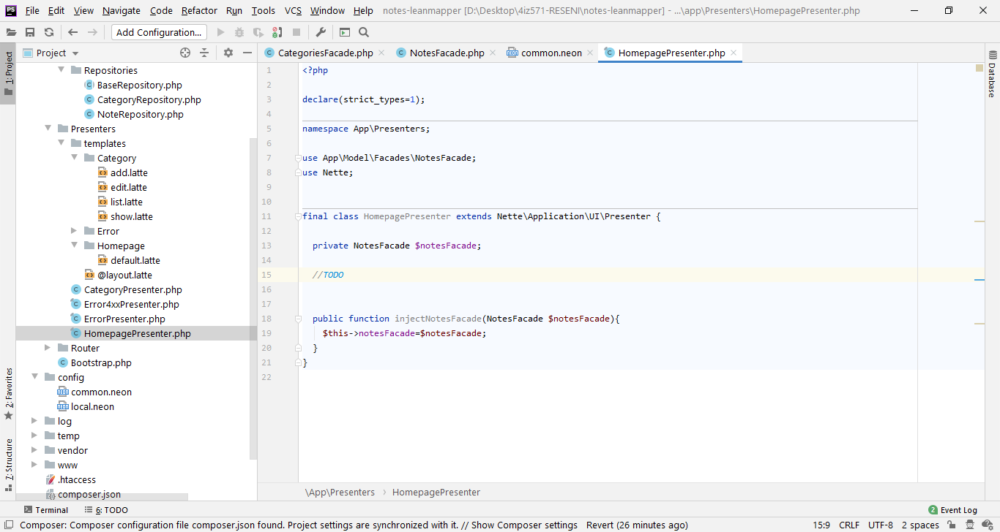 PS File Edit View Navigate Code Refactor Run Tools VCS Window Help notes-leanmapper [D:\Desktop\4iz571-RESENI\notes-leanmapper] - ...\app\Presenters\HomepagePresenter.php
Add Configuration...
1: Project
2: Favorites
7: Structure
Project
Repositories
BaseRepository.php
CategoryRepository.php
NoteRepository.php
Presenters
templates
Category
add.latte
edit.latte
list.latte
show.latte
Error
Homepage
default.latte
@layout.latte
CategoryPresenter.php
Error4xxPresenter.php
ErrorPresenter.php
HomepagePresenter.php
Router
Bootstrap.php
config
common.neon
local.neon
log
temp
vendor
www
.htaccess
composer.json
CategoriesFacade.php NotesFacade.php common.neon HomepagePresenter.php
1 <?php
2
3 declare(strict_types=1);
4
5 namespace App\Presenters;
6
7 use App\Model\Facades\NotesFacade;
8 use Nette;
9
10
11 final class HomepagePresenter extends Nette\Application\UI\Presenter {
12
13 private NotesFacade $notesFacade;
14
15 //TODO
16
17
18 public function injectNotesFacade(NotesFacade $notesFacade){
19 $this->notesFacade=$notesFacade;
20 }
21 }
22
\App\Presenters › HomepagePresenter
Database
Terminal 6: TODO 2 Event Log
Composer: Composer configuration file composer.json found. Project settings are synchronized with it. // Show Composer settings Revert (26 minutes ago) 15:9 CRLF UTF-8 2 spaces